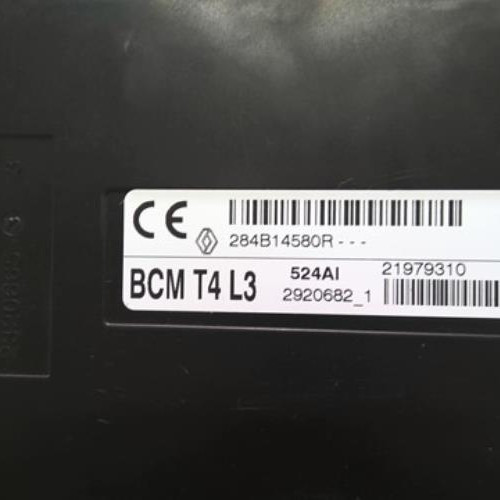 CE
284B14580R---
BCM T4 L3
524AI 21979310
2920682_1